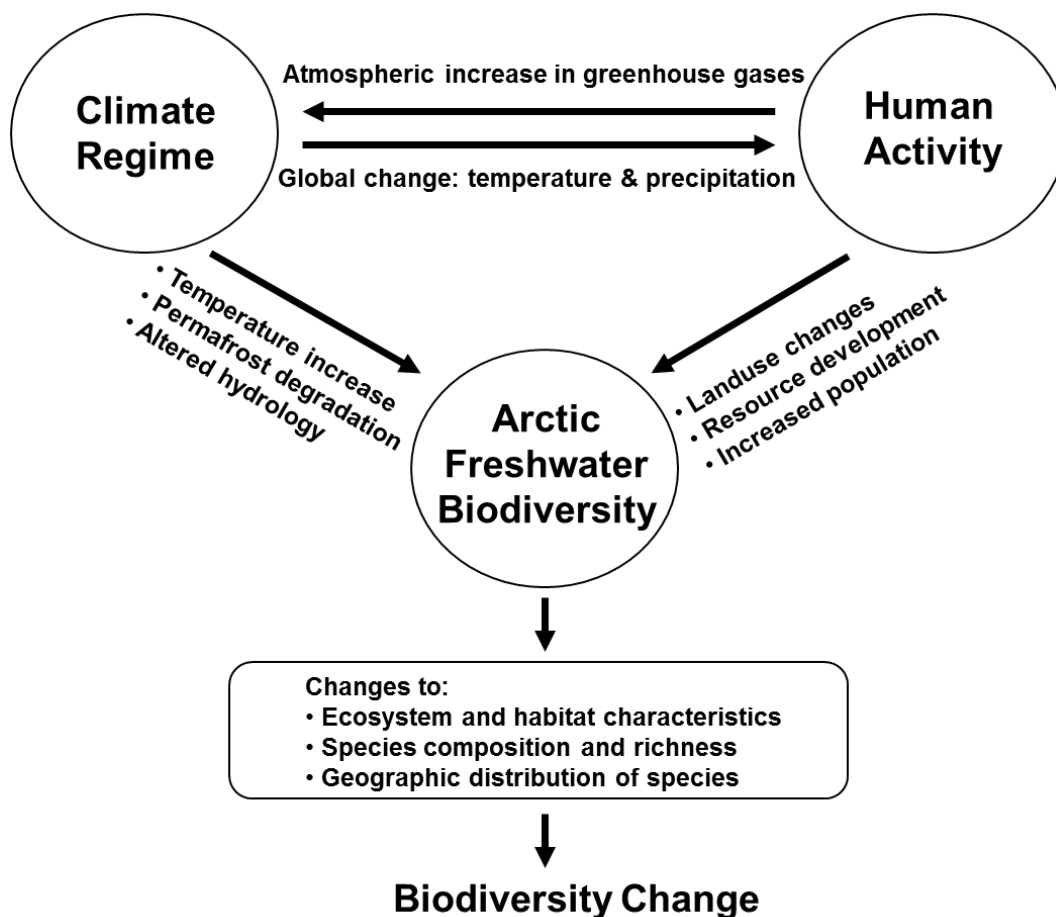 Climate
Regime
Atmospheric increase in greenhouse gases
Global change: temperature & precipitation
Human
Activity
• Temperature increase
• Permafrost degradation
• Altered hydrology
• Landuse changes
• Resource development
• Increased population
Arctic
Freshwater
Biodiversity
Changes to:
• Ecosystem and habitat characteristics
• Species composition and richness
• Geographic distribution of species
Biodiversity Change